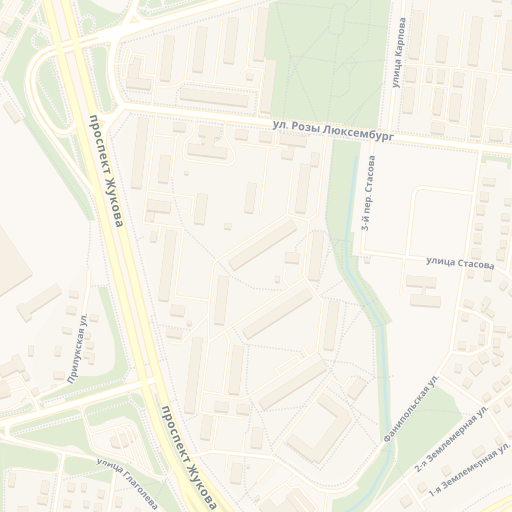 улица Карпова
ул. Розы Люксембург
проспект Жукова
3-й пер. Стасова
улица Стасова
Прилукская ул.
Фанипольская ул.
2-я Землемерная ул.
1-я Землемерная ул.
проспект Жукова
улица Глаголева